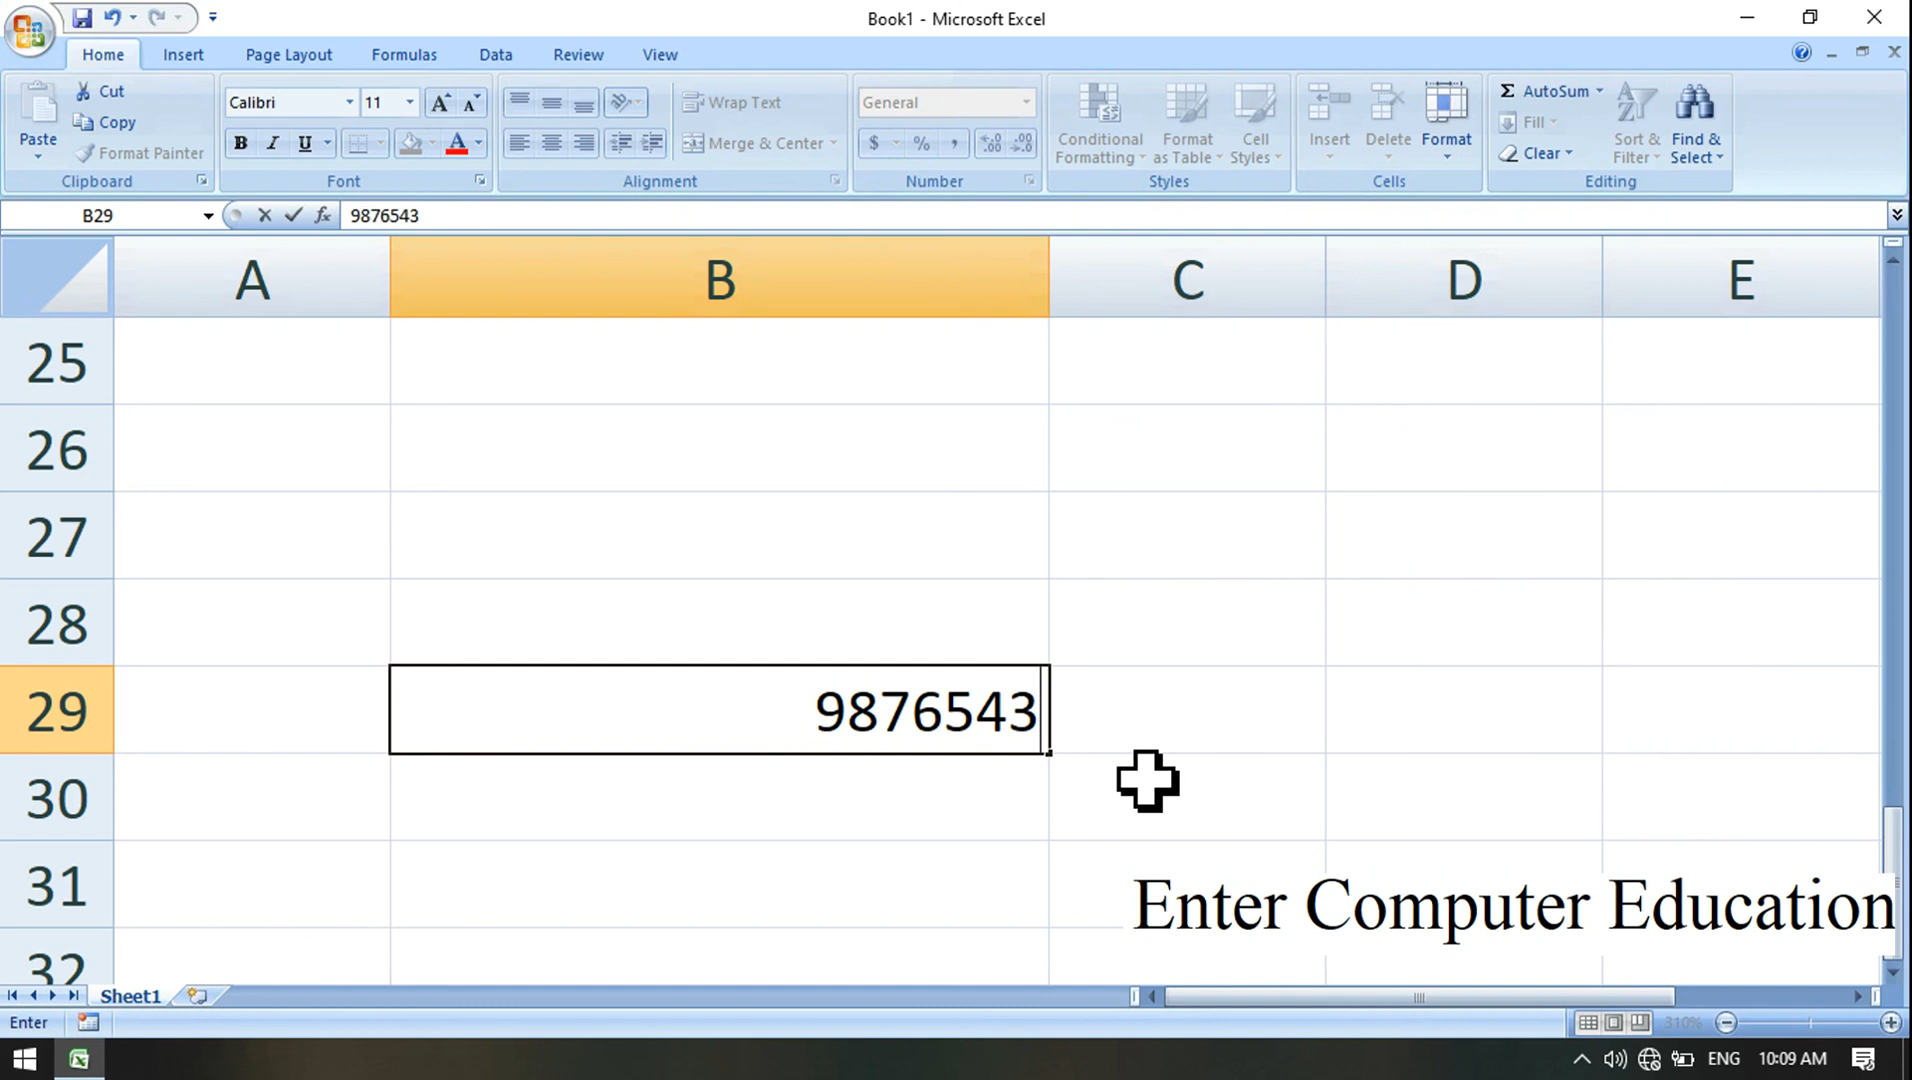 Book1 - Microsoft Excel
Home Insert Page Layout Formulas Data Review View
Paste
Cut
Copy
Format Painter
Clipboard
Calibri 11
B I U
Font
Wrap Text
Merge & Center
Alignment
General
$ % ,
Number
Conditional Formatting
Format as Table
Cell Styles
Styles
Insert Delete Format
Cells
Σ AutoSum
Fill
Clear
Sort & Filter
Find & Select
Editing
B29 fx 9876543
A B C D E
25
26
27
28
29 9876543
30
31
Enter Computer Education
32
Sheet1
Enter 310%
ENG 10:09 AM